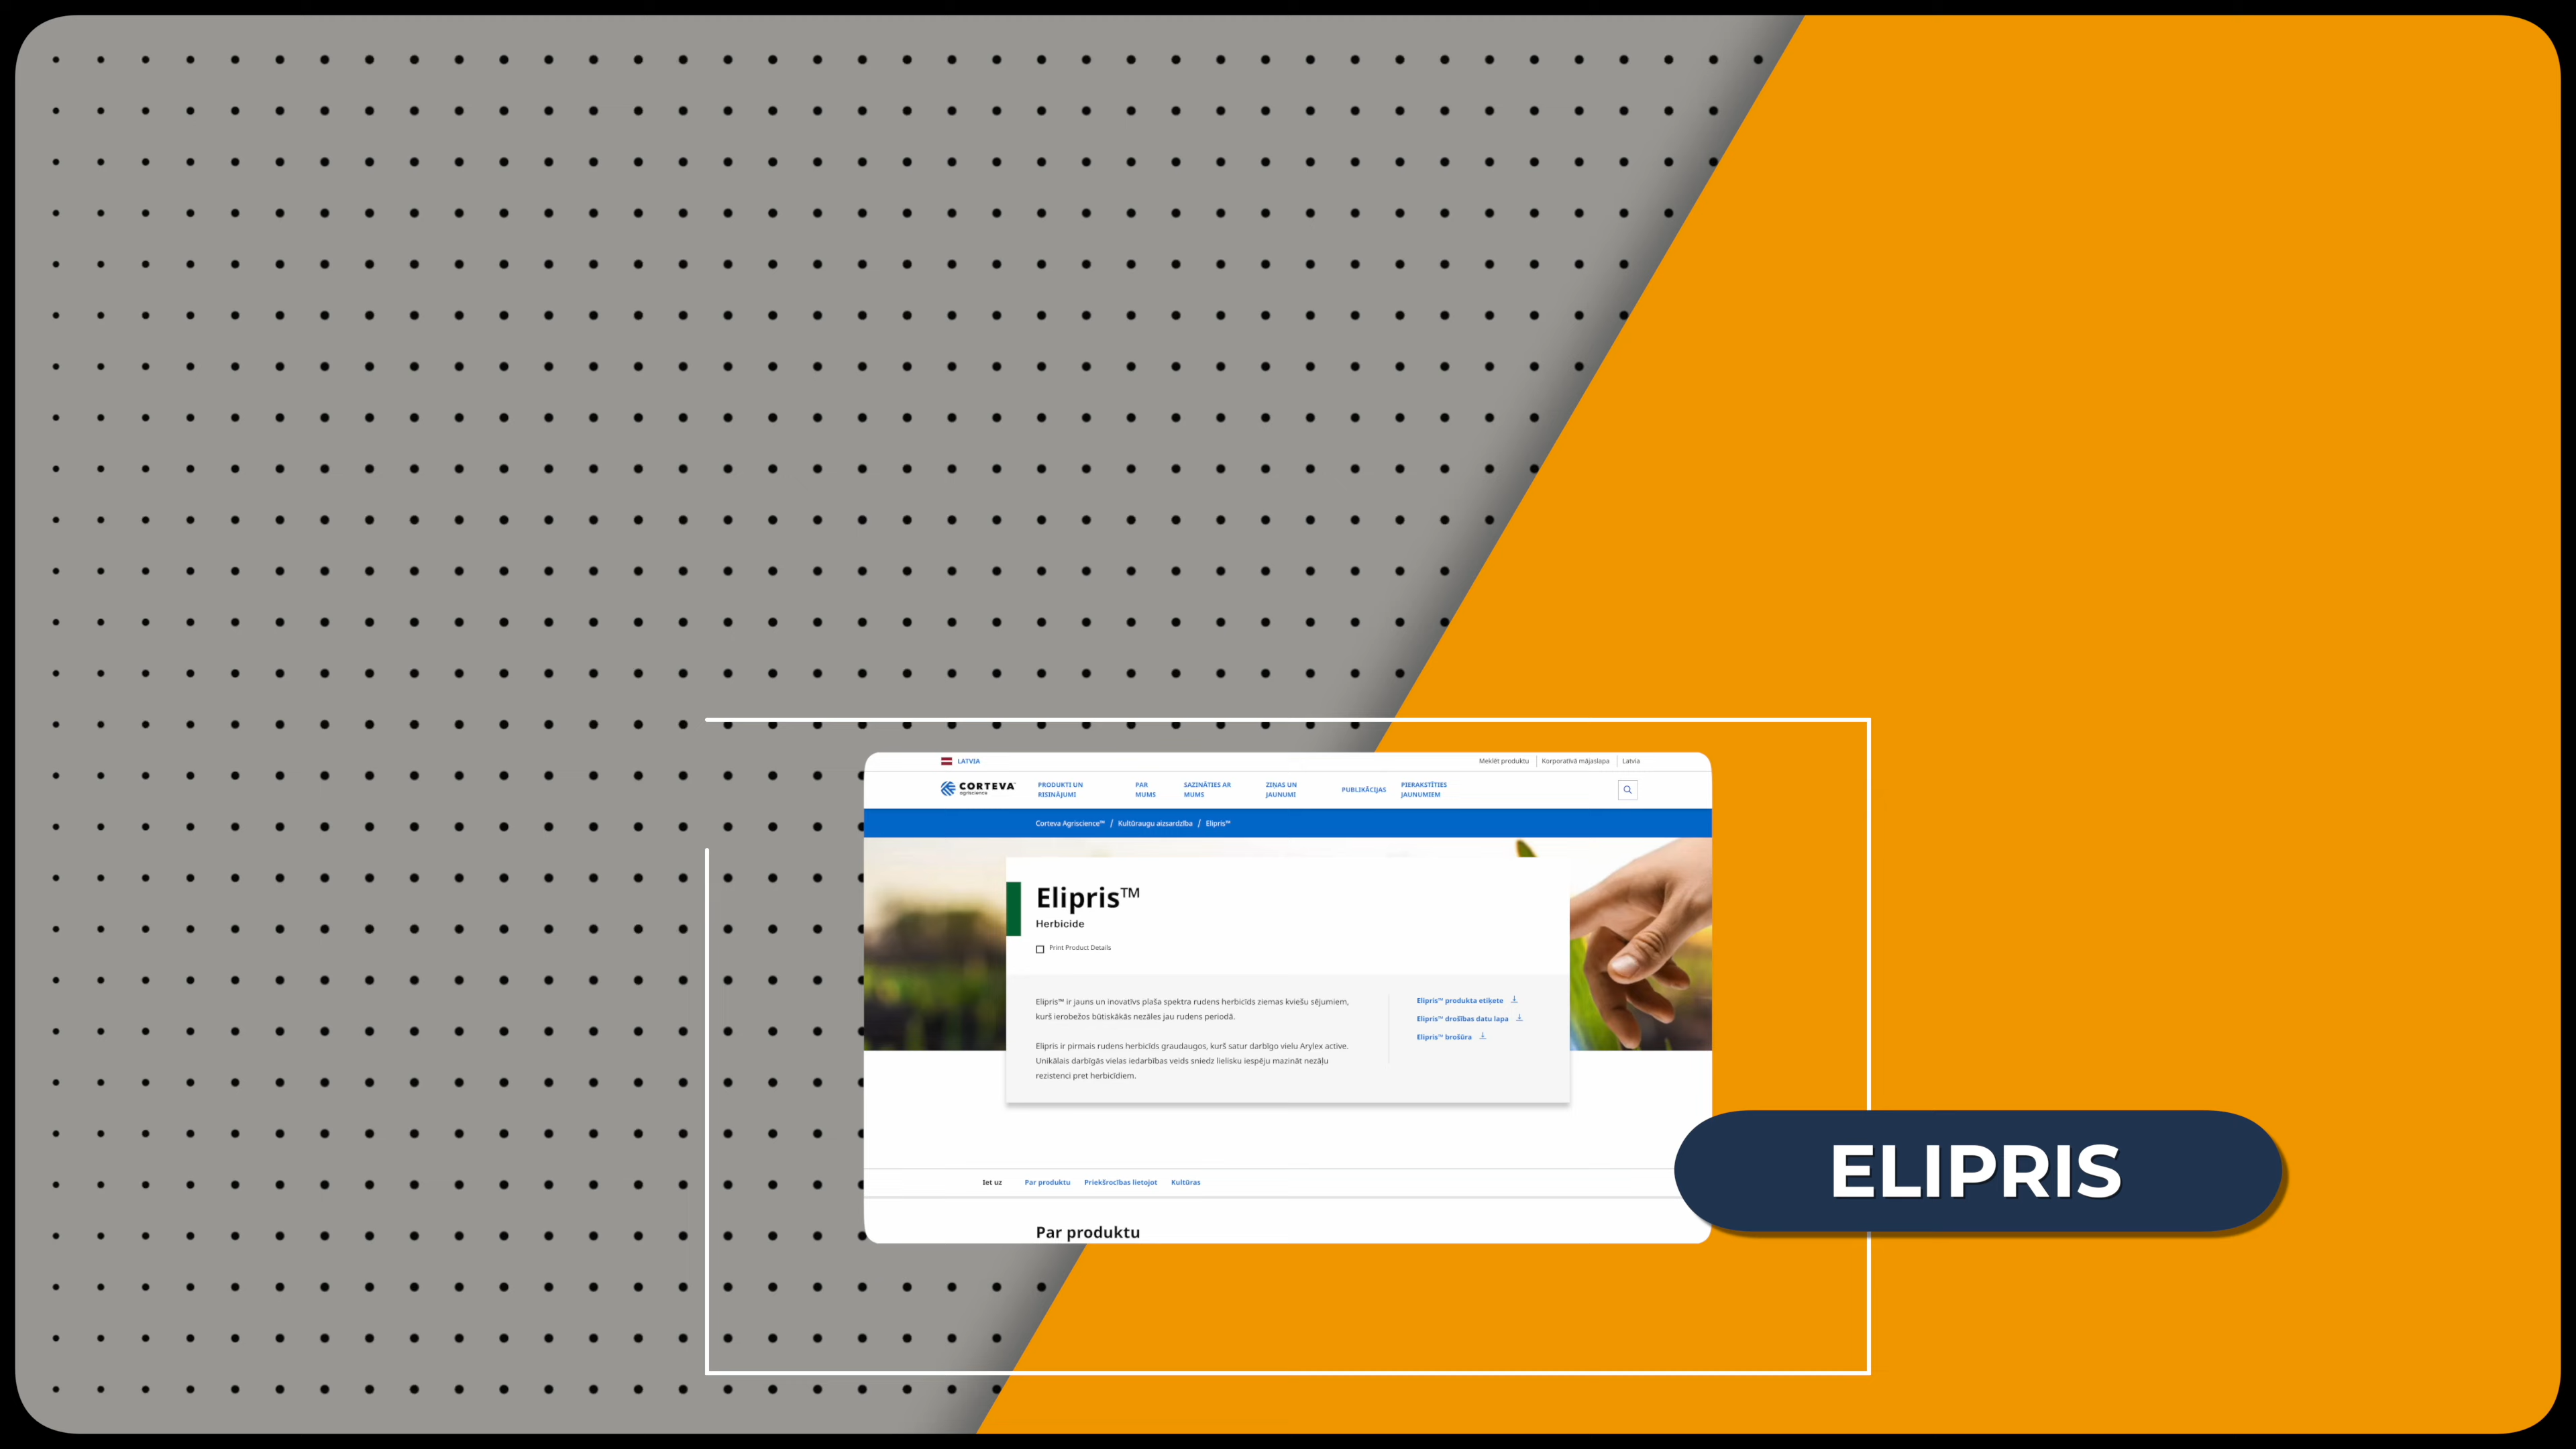 LATVIA
Meklēt produktu
Korporatīvā mājaslapa
Latvia
CORTEVA™
agriscience
PRODUKTI UN
RISINĀJUMI
PAR
MUMS
SAZINĀTIES AR
MUMS
ZIŅAS UN
JAUNUMI
PUBLIKĀCIJAS
PIERAKSTĪTIES
JAUNUMIEM
Corteva Agriscience™ / Kultūraugu aizsardzība / Elipris™
Elipris™
Herbicide
Print Product Details
Elipris™ ir jauns un inovatīvs plaša spektra rudens herbicīds ziemas kviešu sējumiem,
kurš ierobežos būtiskākās nezāles jau rudens periodā.
Elipris ir pirmais rudens herbicīds graudaugos, kurš satur darbīgo vielu Arylex active.
Unikālais darbīgās vielas iedarbības veids sniedz lielisku iespēju mazināt nezāļu
rezistenci pret herbicīdiem.
Elipris™ produkta etiķete
Elipris™ drošības datu lapa
Elipris™ brošūra
Iet uz
Par produktu
Priekšrocības lietojot
Kultūras
Par produktu
ELIPRIS